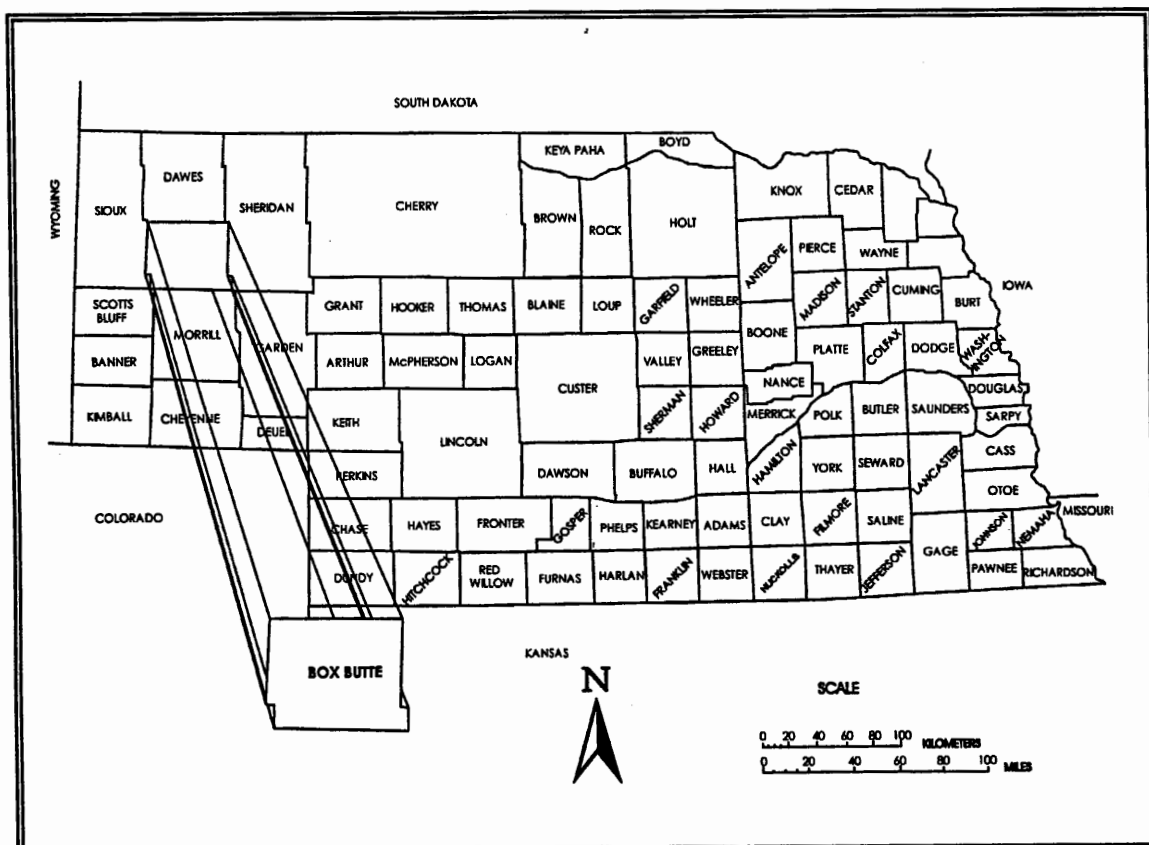 SOUTH DAKOTA
WYOMING
SIOUX
DAWES
SHERIDAN
CHERRY
KEYA PAHA
BOYD
BROWN
ROCK
HOLT
KNOX
CEDAR
ANTELOPE
PIERCE
WAYNE
SCOTTS
BLUFF
MORRILL
GARDEN
GRANT
HOOKER
THOMAS
BLAINE
LOUP
GARFIELD
WHEELER
MADISON
STANTON
CUMING
BURT
IOWA
BANNER
ARTHUR
McPHERSON
LOGAN
CUSTER
VALLEY
GREELEY
BOONE
PLATTE
COLFAX
DODGE
WASH-
INGTON
KIMBALL
CHEYENNE
DEUEL
KEITH
LINCOLN
SHERMAN
HOWARD
NANCE
MERRICK
POLK
BUTLER
SAUNDERS
DOUGLAS
SARPY
PERKINS
DAWSON
BUFFALO
HALL
HAMILTON
YORK
SEWARD
LANCASTER
CASS
OTOE
COLORADO
CHASE
HAYES
FRONTER
GOSPER
PHELPS
KEARNEY
ADAMS
CLAY
FILMORE
SALINE
GAGE
JOHNSON
NEMAHA
MISSOURI
DUNDY
HITCHCOCK
RED
WILLOW
FURNAS
HARLAN
FRANKLIN
WEBSTER
NUCKOLLS
THAYER
JEFFERSON
PAWNEE
RICHARDSON
BOX BUTTE
KANSAS
N
SCALE
0 20 40 60 80 100 KILOMETERS
0 20 40 60 80 100 MILES